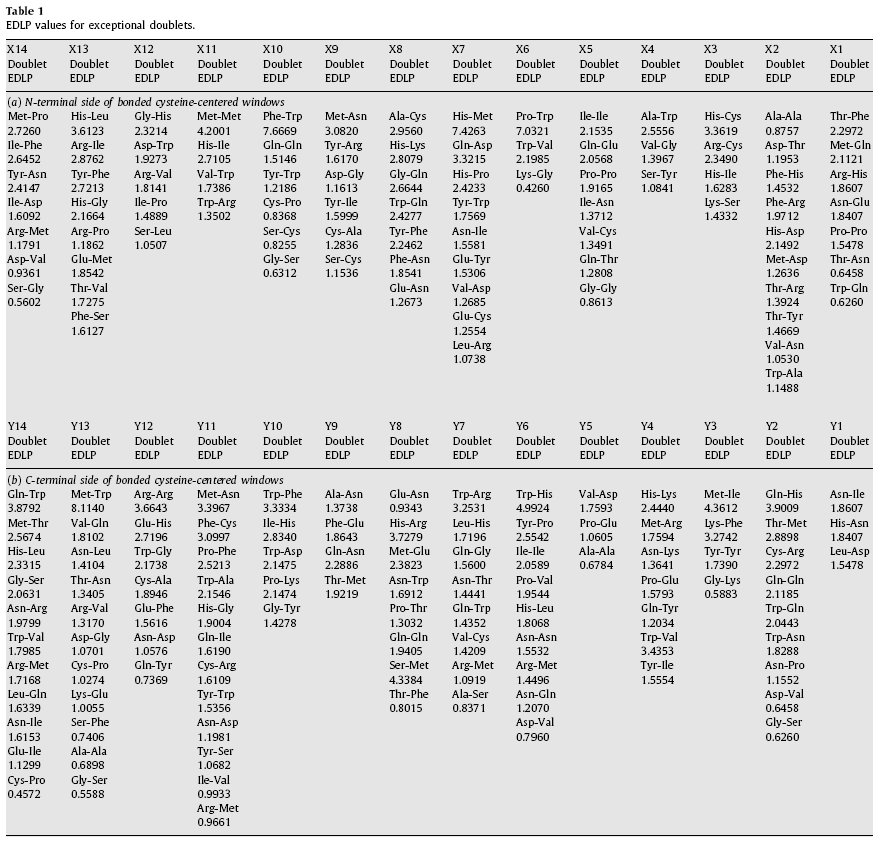 Table 1
EDLP values for exceptional doublets.
X14 X13 X12 X11 X10 X9 X8 X7 X6 X5 X4 X3 X2 X1
Doublet Doublet Doublet Doublet Doublet Doublet Doublet Doublet Doublet Doublet Doublet Doublet Doublet Doublet
EDLP EDLP EDLP EDLP EDLP EDLP EDLP EDLP EDLP EDLP EDLP EDLP EDLP EDLP
(a) N-terminal side of bonded cysteine-centered windows
Met-Pro His-Leu Gly-His Met-Met Phe-Trp Met-Asn Ala-Cys His-Met Pro-Trp Ile-Ile Ala-Trp His-Cys Ala-Ala Thr-Phe
2.7260 3.6123 2.3214 4.2001 7.6669 3.0820 2.9560 7.4263 7.0321 2.1535 2.5556 3.3619 0.8757 2.2972
Ile-Phe Arg-Ile Asp-Trp His-Ile Gln-Gln Tyr-Arg His-Lys Gln-Asp Trp-Val Gln-Glu Val-Gly Arg-Cys Asp-Thr Met-Gln
2.6452 2.8762 1.9273 2.7105 1.5146 1.6170 2.8079 3.3215 2.1985 2.0568 1.3967 2.3490 1.1953 2.1121
Tyr-Asn Tyr-Phe Arg-Val Val-Trp Tyr-Trp Asp-Gly Gly-Gln His-Pro Lys-Gly Pro-Pro Ser-Tyr His-Ile Phe-His Arg-His
2.4147 2.7213 1.8141 1.7386 1.2186 1.1613 2.6644 2.4233 0.4260 1.9165 1.0841 1.6283 1.4532 1.8607
Ile-Asp His-Gly Ile-Pro Trp-Arg Cys-Pro Tyr-Ile Trp-Gln Tyr-Trp Ile-Asn Lys-Ser Phe-Arg Asn-Glu
1.6092 2.1664 1.4889 1.3502 0.8368 1.5999 2.4277 1.7569 1.3712 1.4332 1.9712 1.8407
Arg-Met Arg-Pro Ser-Leu Ser-Cys Cys-Ala Tyr-Phe Asn-Ile Val-Cys His-Asp Pro-Pro
1.1791 1.1862 1.0507 0.8255 1.2836 2.2462 1.5581 1.3491 2.1492 1.5478
Asp-Val Glu-Met Gly-Ser Ser-Cys Phe-Asn Glu-Tyr Gln-Thr Met-Asp Thr-Asn
0.9361 1.8542 0.6312 1.1536 1.8541 1.5306 1.2808 1.2636 0.6458
Ser-Gly Thr-Val Glu-Asn Val-Asp Gly-Gly Thr-Arg Trp-Gln
0.5602 1.7275 1.2673 1.2685 0.8613 1.3924 0.6260
Phe-Ser Glu-Cys Thr-Tyr
1.6127 1.2554 1.4669
Leu-Arg Val-Asn
1.0738 1.0530
Trp-Ala
1.1488
Y14 Y13 Y12 Y11 Y10 Y9 Y8 Y7 Y6 Y5 Y4 Y3 Y2 Y1
Doublet Doublet Doublet Doublet Doublet Doublet Doublet Doublet Doublet Doublet Doublet Doublet Doublet Doublet
EDLP EDLP EDLP EDLP EDLP EDLP EDLP EDLP EDLP EDLP EDLP EDLP EDLP EDLP
(b) C-terminal side of bonded cysteine-centered windows
Gln-Trp Met-Trp Arg-Arg Met-Asn Trp-Phe Ala-Asn Glu-Asn Trp-Arg Trp-His Val-Asp His-Lys Met-Ile Gln-His Asn-Ile
3.8792 8.1140 3.6643 3.3967 3.3334 1.3738 0.9343 3.2531 4.9924 1.7593 2.4440 4.3612 3.9009 1.8607
Met-Thr Val-Gln Glu-His Phe-Cys Ile-His Phe-Glu His-Arg Leu-His Tyr-Pro Pro-Glu Met-Arg Lys-Phe Thr-Met His-Asn
2.5674 1.8102 2.7196 3.0997 2.8340 1.8643 3.7279 1.7196 2.5542 1.0605 1.7594 3.2742 2.8898 1.8407
His-Leu Asn-Leu Trp-Gly Pro-Phe Trp-Asp Gln-Asn Met-Glu Gln-Gly Ile-Ile Ala-Ala Asn-Lys Tyr-Tyr Cys-Arg Leu-Asp
2.3315 1.4104 2.1738 2.5213 2.1475 2.2886 2.3823 1.5600 2.0589 0.6784 1.3641 1.7390 2.2972 1.5478
Gly-Ser Thr-Asn Cys-Ala Trp-Ala Pro-Lys Thr-Met Asn-Trp Asn-Thr Pro-Val Pro-Glu Gly-Lys Gln-Gln
2.0631 1.3405 1.8946 2.1546 2.1474 1.9219 1.6912 1.4441 1.9544 1.5793 0.5883 2.1185
Asn-Arg Arg-Val Glu-Phe His-Gly Gly-Tyr Pro-Thr Gln-Trp His-Leu Gln-Tyr Trp-Gln
1.9799 1.3170 1.5616 1.9004 1.4278 1.3032 1.4352 1.8068 1.2034 2.0443
Trp-Val Asp-Gly Asn-Asp Gln-Ile Gln-Gln Val-Cys Asn-Asn Trp-Val Trp-Asn
1.7985 1.0701 1.0576 1.6190 1.9405 1.4209 1.5532 3.4353 1.8288
Arg-Met Cys-Pro Gln-Tyr Cys-Arg Ser-Met Arg-Met Arg-Met Tyr-Ile Asn-Pro
1.7168 1.0274 0.7369 1.6109 4.3384 1.0919 1.4496 1.5554 1.1552
Leu-Gln Lys-Glu Tyr-Trp Thr-Phe Ala-Ser Asn-Gln Asp-Val
1.6339 1.0055 1.5356 0.8015 0.8371 1.2070 0.6458
Asn-Ile Ser-Phe Asn-Asp Asp-Val Gly-Ser
1.6153 0.7406 1.1981 0.7960 0.6260
Glu-Ile Ala-Ala Tyr-Ser
1.1299 0.6898 1.0682
Cys-Pro Gly-Ser Ile-Val
0.4572 0.5588 0.9933
Arg-Met
0.9661